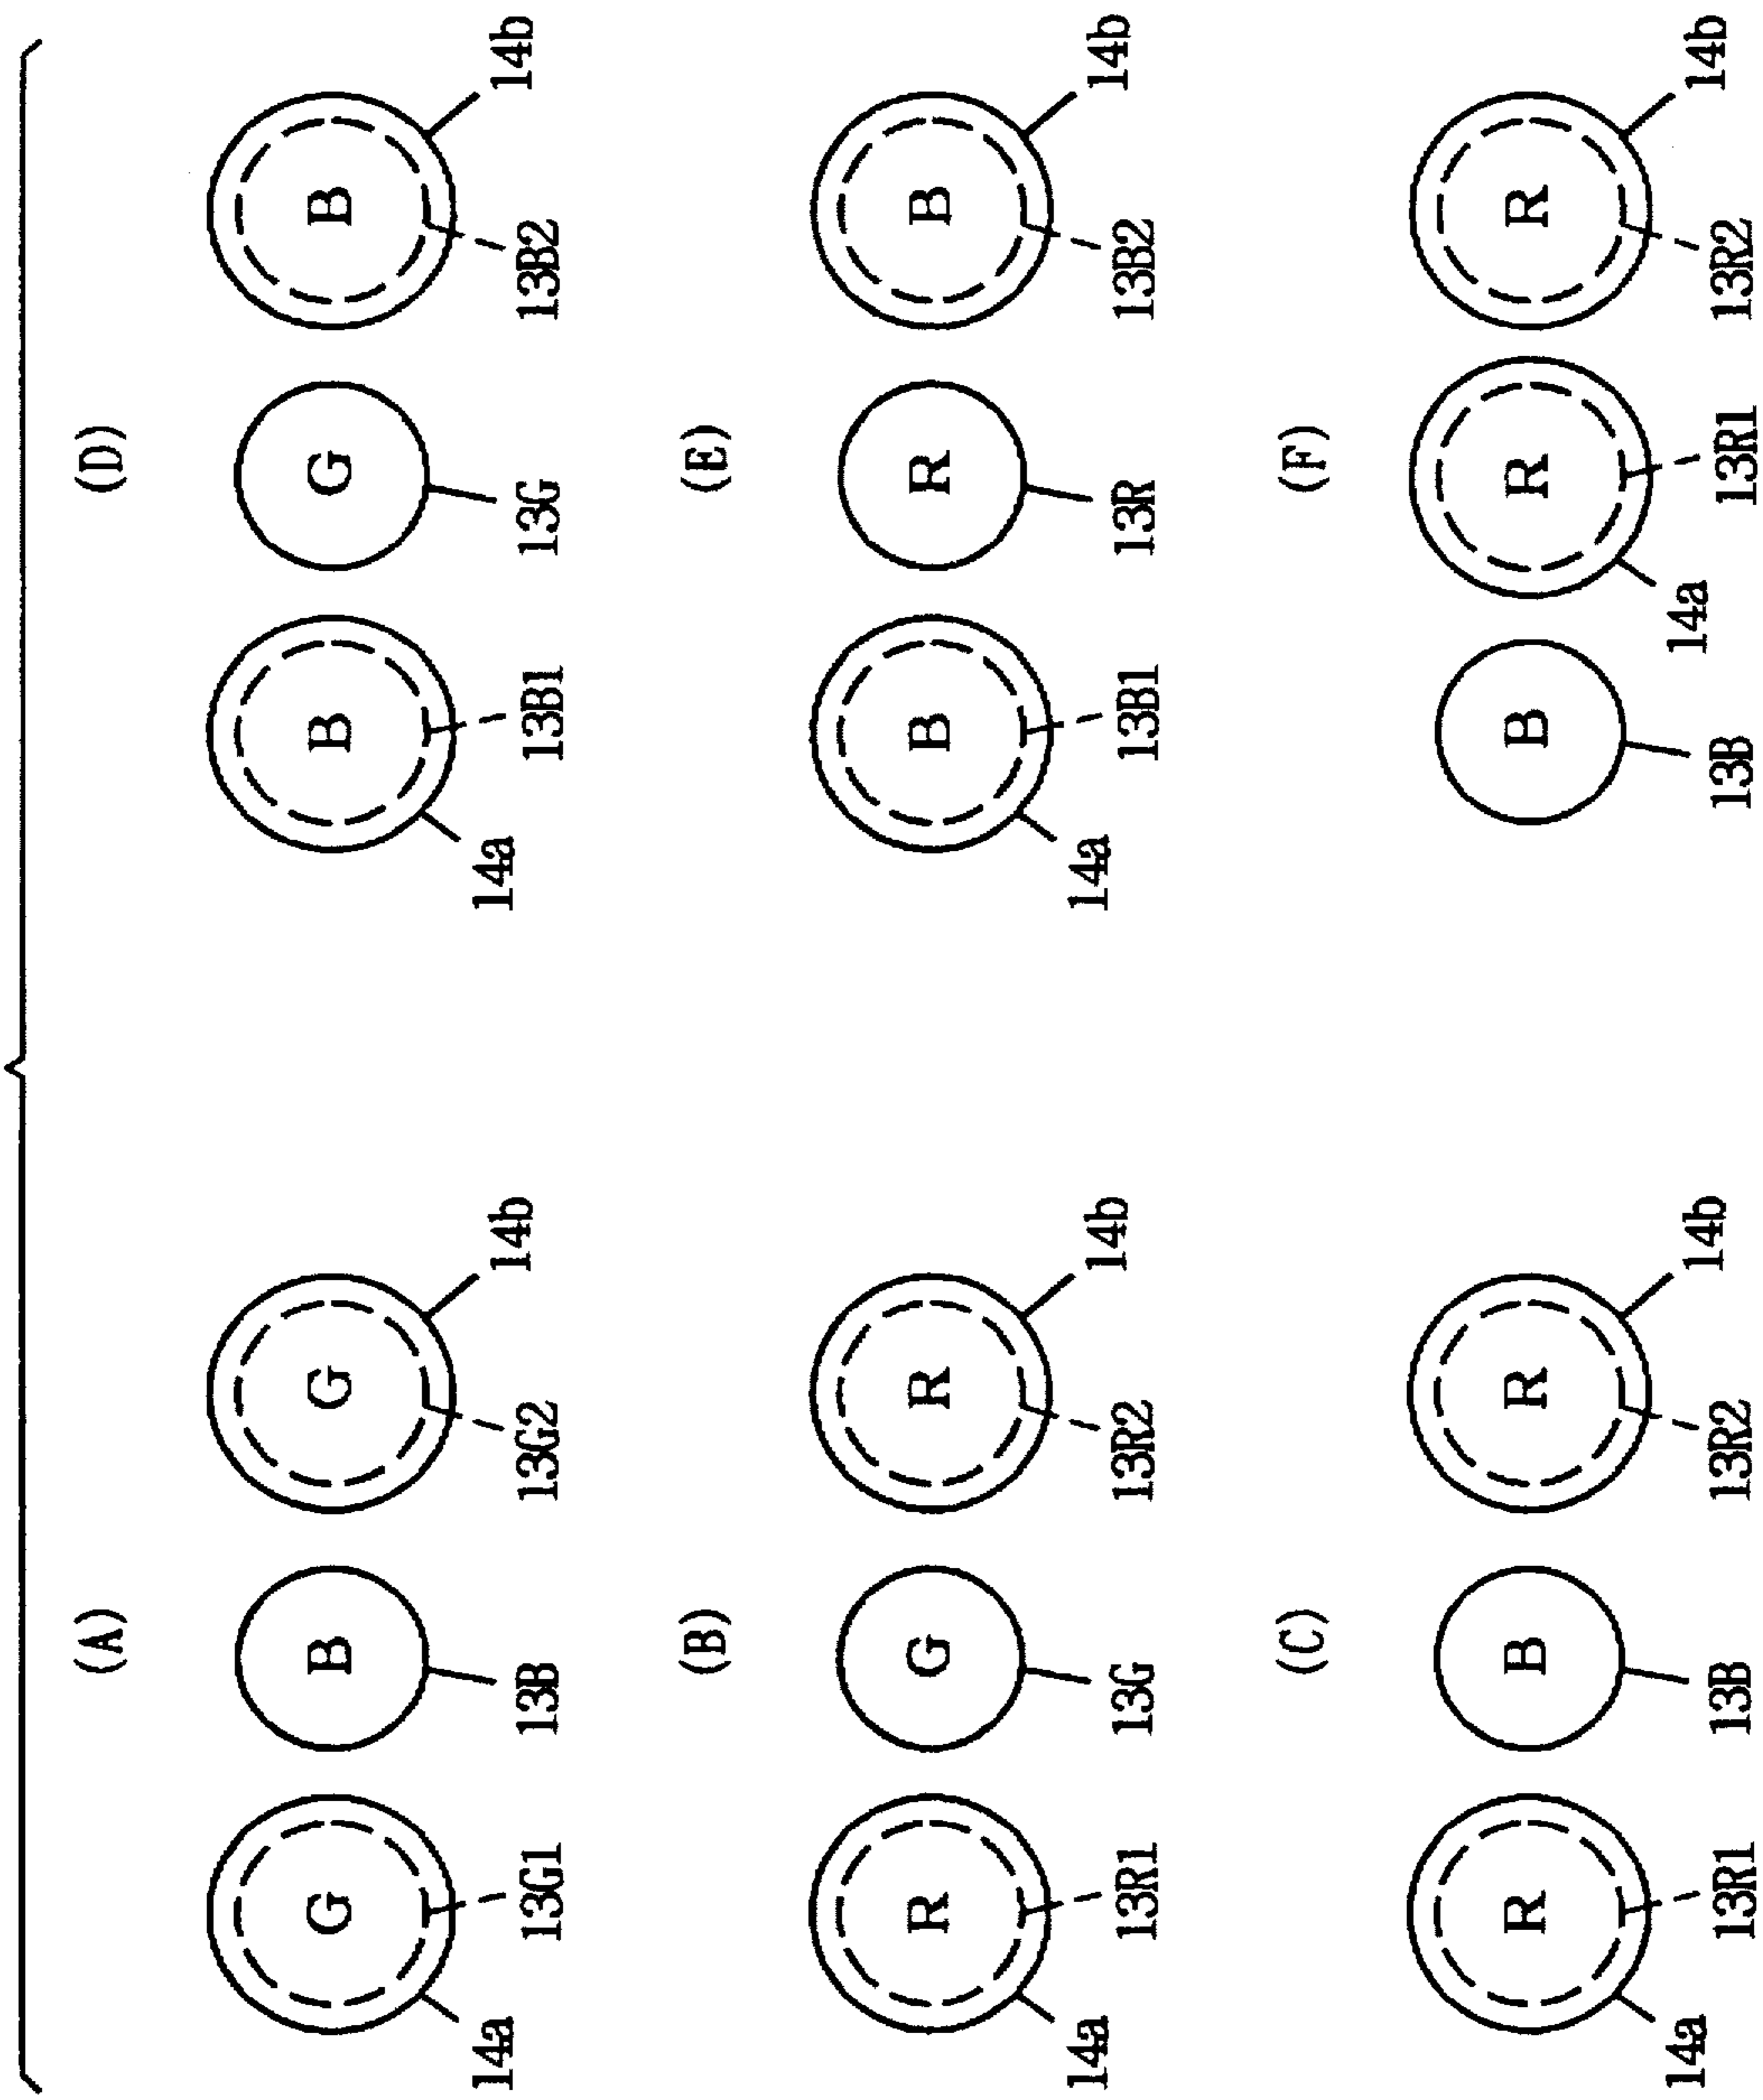 (A)
G B G
14a 14b
13G1 13B 13G2
(B)
R G R
14a 14b
13R1 13G 13R2
(C)
R B R
14a 14b
13R1 13B 13R2
(D)
B G B
14a 14b
13B1 13G 13B2
(E)
B R B
14a 14b
13B1 13R 13B2
(F)
B R R
14a 14b
13B 13R1 13R2